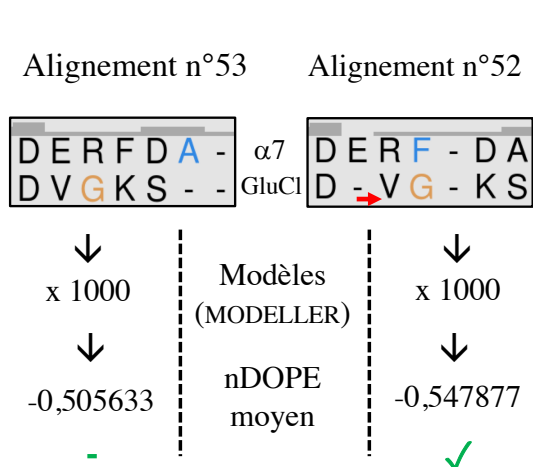 Alignement n°53 Alignement n°52
D E R F D A - α7 D E R F - D A
D V G K S - - GluCl D - V G - K S
x 1000 Modèles x 1000
(MODELLER)
-0,505633 nDOPE -0,547877
moyen
- ✓